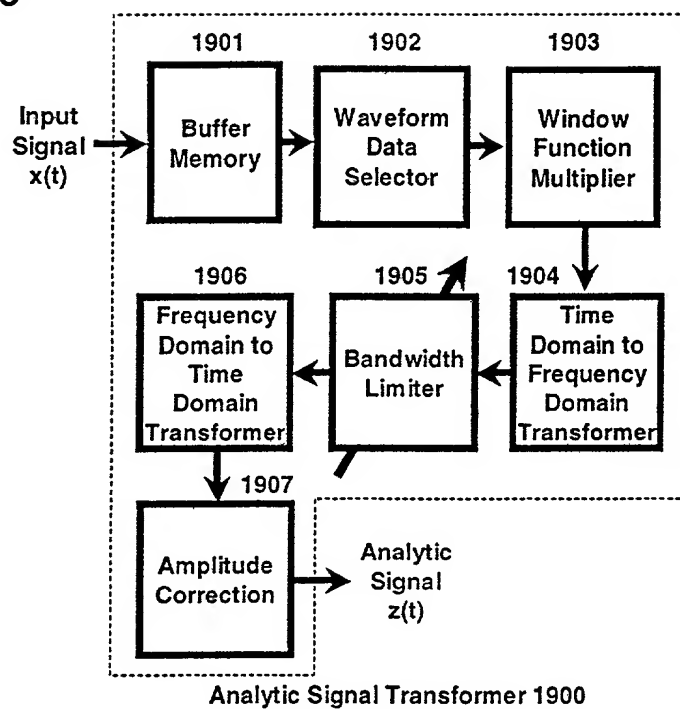 1901
1902
1903
Input
Signal
x(t)
Buffer
Memory
Waveform
Data
Selector
Window
Function
Multiplier
1906
1905
1904
Frequency
Domain to
Time
Domain
Transformer
Bandwidth
Limiter
Time
Domain to
Frequency
Domain
Transformer
1907
Amplitude
Correction
Analytic
Signal
z(t)
Analytic Signal Transformer 1900